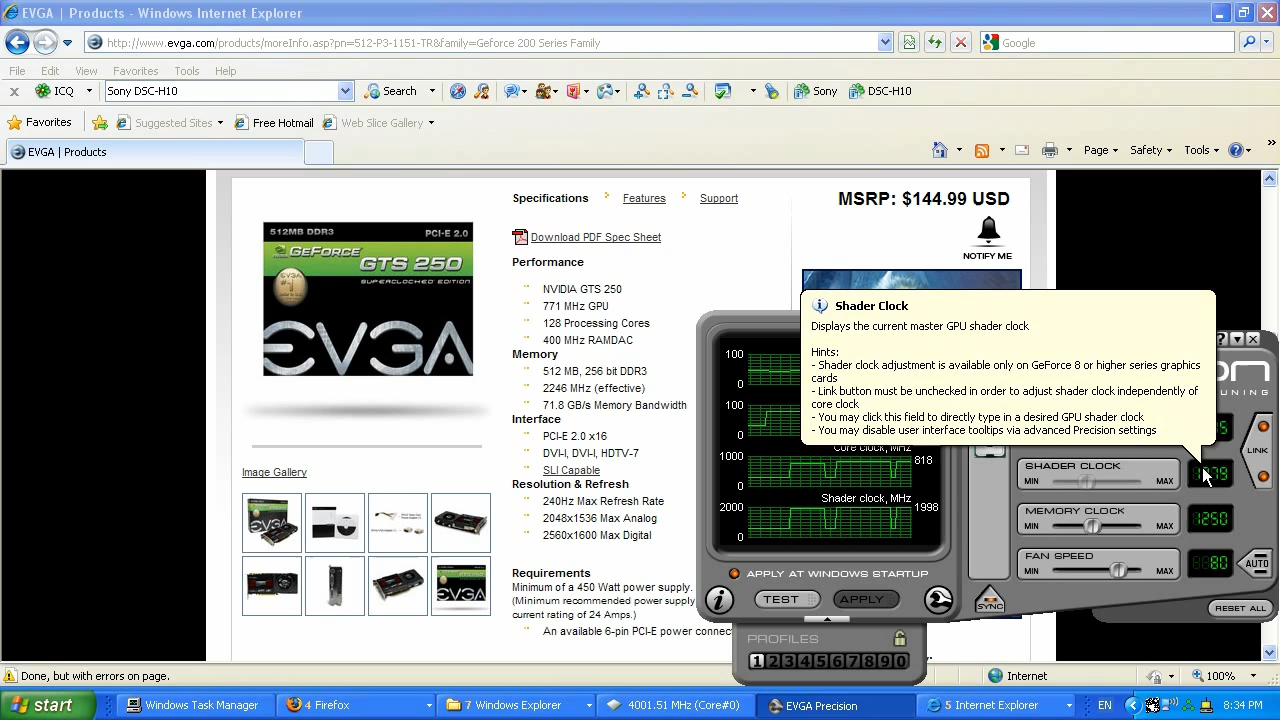 EVGA | Products - Windows Internet Explorer
http://www.evga.com/products/moreInfo.asp?pn=512-P3-1151-TR&family=Geforce 200 Series Family
Google
File Edit View Favorites Tools Help
ICQ Sony DSC-H10 Search Sony DSC-H10
Favorites Suggested Sites Free Hotmail Web Slice Gallery
EVGA | Products
Page Safety Tools
Specifications Features Support
MSRP: $144.99 USD
NOTIFY ME
512MB DDR3 PCI-E 2.0
GEFORCE
GTS 250
SUPERCLOCKED EDITION
EVGA
#1
EVGA
Download PDF Spec Sheet
Performance
NVIDIA GTS 250
771 MHz GPU
128 Processing Cores
400 MHz RAMDAC
Memory
512 MB, 256 bit DDR3
2246 MHz (effective)
71.8 GB/s Memory Bandwidth
Interface
PCI-E 2.0 x16
DVI-I, DVI-I, HDTV-7
Capable
Resolution & Refresh
240Hz Max Refresh Rate
2048x1536 Max Analog
2560x1600 Max Digital
Requirements
Minimum of a 450 Watt power supply.
(Minimum recommended power supply
current rating of 24 Amps.)
An available 6-pin PCI-E power connect
Image Gallery
Shader Clock
Displays the current master GPU shader clock
Hints:
- Shader clock adjustment is available only on GeForce 8 or higher series graphics
cards
- Link button must be unchecked in order to adjust shader clock independently of
core clock
- You may click this field directly type in a desired GPU shader clock
- You may disable user interface tooltips via advanced Precision settings
100
0
100
0
Core clock, MHz
1000 818
0
Shader clock, MHz
2000 1998
0
UNING
LINK
SHADER CLOCK
MIN MAX
MEMORY CLOCK
MIN MAX 1250
FAN SPEED
MIN MAX 80 AUTO
APPLY AT WINDOWS STARTUP
TEST APPLY
SYNC
RESET ALL
PROFILES
1 2 3 4 5 6 7 8 9 0
Done, but with errors on page. Internet 100%
start Windows Task Manager 4 Firefox 7 Windows Explorer 4001.51 MHz (Core#0) EVGA Precision 5 Internet Explorer EN 8:34 PM